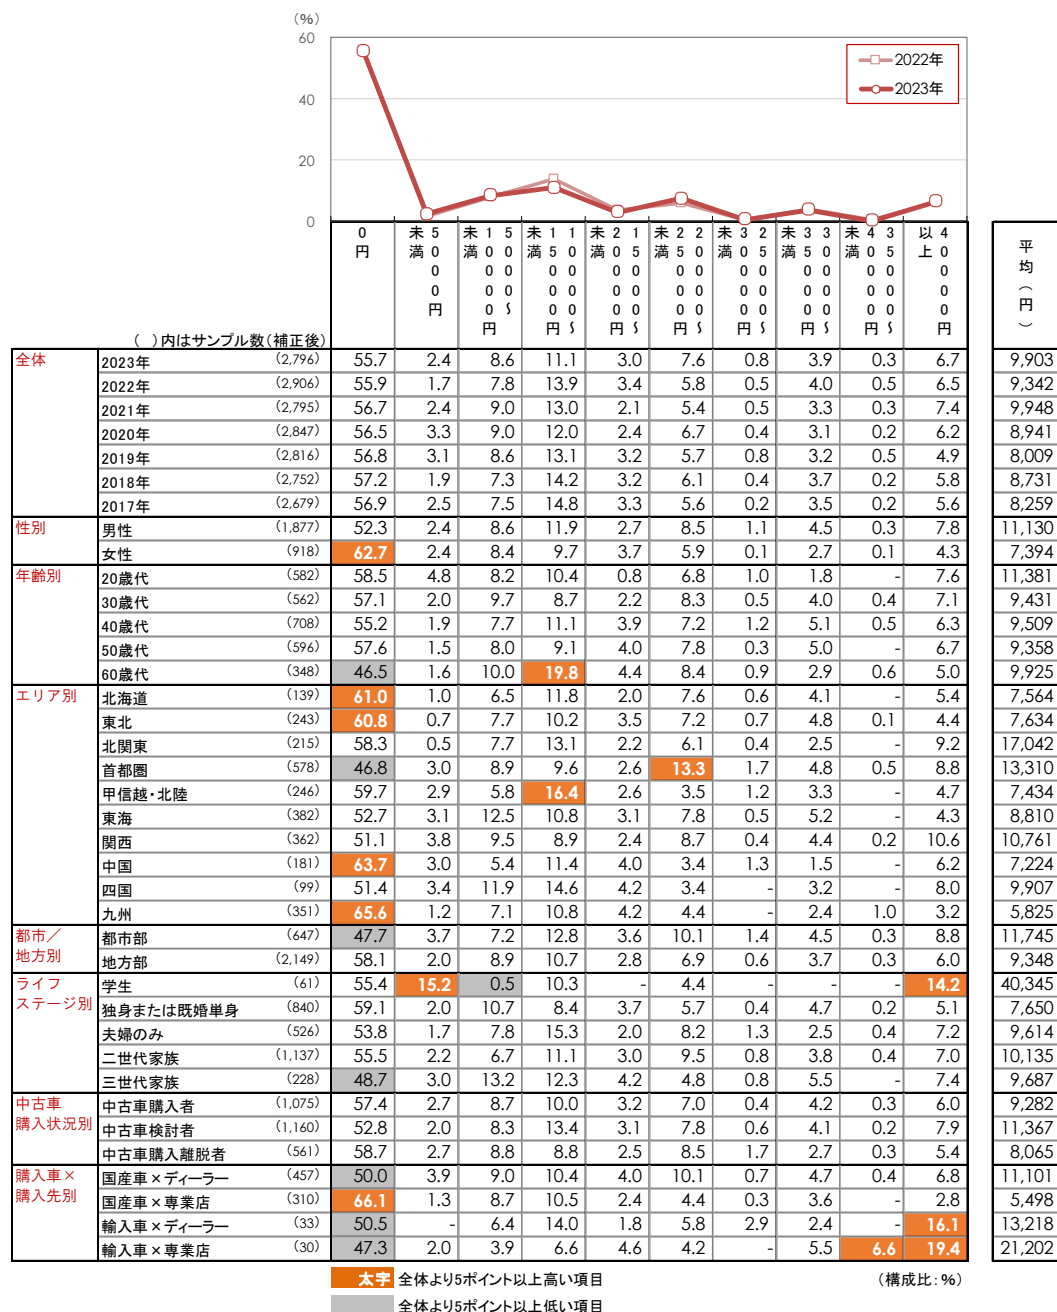 (%)
60
40
20
0
2022年
2023年
0円
5000円未満
5000～10000円未満
10000～15000円未満
15000～20000円未満
20000～25000円未満
25000～30000円未満
30000～35000円未満
35000～40000円未満
40000円以上
平均(円)
( )内はサンプル数(補正後)
全体 2023年 (2,796) 55.7 2.4 8.6 11.1 3.0 7.6 0.8 3.9 0.3 6.7 9,903
2022年 (2,906) 55.9 1.7 7.8 13.9 3.4 5.8 0.5 4.0 0.5 6.5 9,342
2021年 (2,795) 56.7 2.4 9.0 13.0 2.1 5.4 0.5 3.3 0.3 7.4 9,948
2020年 (2,847) 56.5 3.3 9.0 12.0 2.4 6.7 0.4 3.1 0.2 6.2 8,941
2019年 (2,816) 56.8 3.1 8.6 13.1 3.2 5.7 0.8 3.2 0.5 4.9 8,009
2018年 (2,752) 57.2 1.9 7.3 14.2 3.2 6.1 0.4 3.7 0.2 5.8 8,731
2017年 (2,679) 56.9 2.5 7.5 14.8 3.3 5.6 0.2 3.5 0.2 5.6 8,259
性別 男性 (1,877) 52.3 2.4 8.6 11.9 2.7 8.5 1.1 4.5 0.3 7.8 11,130
女性 (918) 62.7 2.4 8.4 9.7 3.7 5.9 0.1 2.7 0.1 4.3 7,394
年齢別 20歳代 (582) 58.5 4.8 8.2 10.4 0.8 6.8 1.0 1.8 - 7.6 11,381
30歳代 (562) 57.1 2.0 9.7 8.7 2.2 8.3 0.5 4.0 0.4 7.1 9,431
40歳代 (708) 55.2 1.9 7.7 11.1 3.9 7.2 1.2 5.1 0.5 6.3 9,509
50歳代 (596) 57.6 1.5 8.0 9.1 4.0 7.8 0.3 5.0 - 6.7 9,358
60歳代 (348) 46.5 1.6 10.0 19.8 4.4 8.4 0.9 2.9 0.6 5.0 9,925
エリア別 北海道 (139) 61.0 1.0 6.5 11.8 2.0 7.6 0.6 4.1 - 5.4 7,564
東北 (243) 60.8 0.7 7.7 10.2 3.5 7.2 0.7 4.8 0.1 4.4 7,634
北関東 (215) 58.3 0.5 7.7 13.1 2.2 6.1 0.4 2.5 - 9.2 17,042
首都圏 (578) 46.8 3.0 8.9 9.6 2.6 13.3 1.7 4.8 0.5 8.8 13,310
甲信越・北陸 (246) 59.7 2.9 5.8 16.4 2.6 3.5 1.2 3.3 - 4.7 7,434
東海 (382) 52.7 3.1 12.5 10.8 3.1 7.8 0.5 5.2 - 4.3 8,810
関西 (362) 51.1 3.8 9.5 8.9 2.4 8.7 0.4 4.4 0.2 10.6 10,761
中国 (181) 63.7 3.0 5.4 11.4 4.0 3.4 1.3 1.5 - 6.2 7,224
四国 (99) 51.4 3.4 11.9 14.6 4.2 3.4 - 3.2 - 8.0 9,907
九州 (351) 65.6 1.2 7.1 10.8 4.2 4.4 - 2.4 1.0 3.2 5,825
都市／地方別 都市部 (647) 47.7 3.7 7.2 12.8 3.6 10.1 1.4 4.5 0.3 8.8 11,745
地方部 (2,149) 58.1 2.0 8.9 10.7 2.8 6.9 0.6 3.7 0.3 6.0 9,348
ライフステージ別 学生 (61) 55.4 15.2 0.5 10.3 - 4.4 - - - 14.2 40,345
独身または既婚単身 (840) 59.1 2.0 10.7 8.4 3.7 5.7 0.4 4.7 0.2 5.1 7,650
夫婦のみ (526) 53.8 1.7 7.8 15.3 2.0 8.2 1.3 2.5 0.4 7.2 9,614
二世代家族 (1,137) 55.5 2.2 6.7 11.1 3.0 9.5 0.8 3.8 0.4 7.0 10,135
三世代家族 (228) 48.7 3.0 13.2 12.3 4.2 4.8 0.8 5.5 - 7.4 9,687
中古車購入状況別 中古車購入者 (1,075) 57.4 2.7 8.7 10.0 3.2 7.0 0.4 4.2 0.3 6.0 9,282
中古車検討者 (1,160) 52.8 2.0 8.3 13.4 3.1 7.8 0.6 4.1 0.2 7.9 11,367
中古車購入離脱者 (561) 58.7 2.7 8.8 8.8 2.5 8.5 1.7 2.7 0.3 5.4 8,065
購入車×購入先別 国産車×ディーラー (457) 50.0 3.9 9.0 10.4 4.0 10.1 0.7 4.7 0.4 6.8 11,101
国産車×専業店 (310) 66.1 1.3 8.7 10.5 2.4 4.4 0.3 3.6 - 2.8 5,498
輸入車×ディーラー (33) 50.5 - 6.4 14.0 1.8 5.8 2.9 2.4 - 16.1 13,218
輸入車×専業店 (30) 47.3 2.0 3.9 6.6 4.6 4.2 - 5.5 6.6 19.4 21,202
太字 全体より5ポイント以上高い項目 (構成比：%)
全体より5ポイント以上低い項目